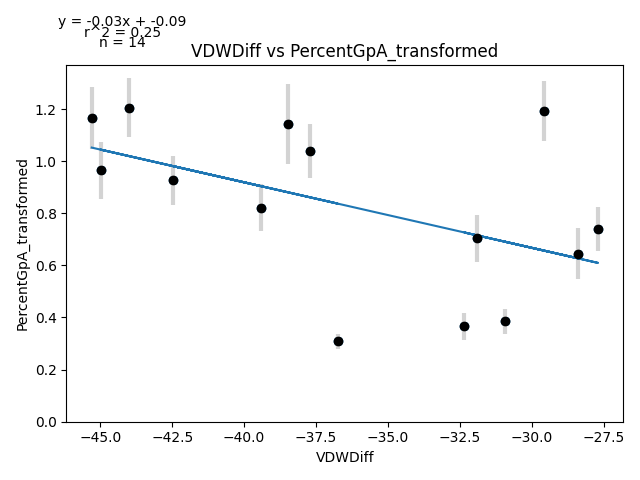 y = -0.03x + -0.09
r^2 = 0.25
n = 14
VDWDiff vs PercentGpA_transformed
PercentGpA_transformed
1.2
1.0
0.8
0.6
0.4
0.2
0.0
−45.0 −42.5 −40.0 −37.5 −35.0 −32.5 −30.0 −27.5
VDWDiff